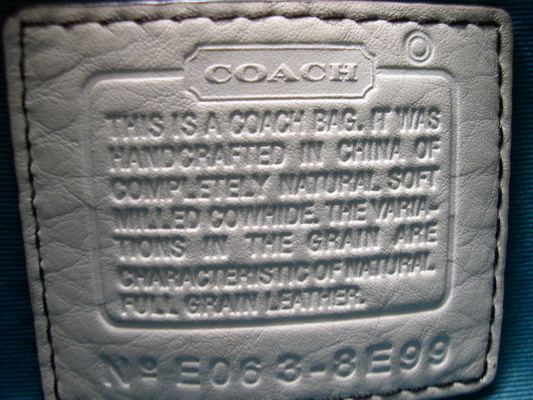 COACH
THIS IS A COACH BAG. IT WAS
HANDCRAFTED IN CHINA OF
COMPLETELY NATURAL SOFT
MILLED COWHIDE. THE VARIA-
TIONS IN THE GRAIN ARE
CHARACTERISTIC OF NATURAL
FULL GRAIN LEATHER.
Nº E063-8E99